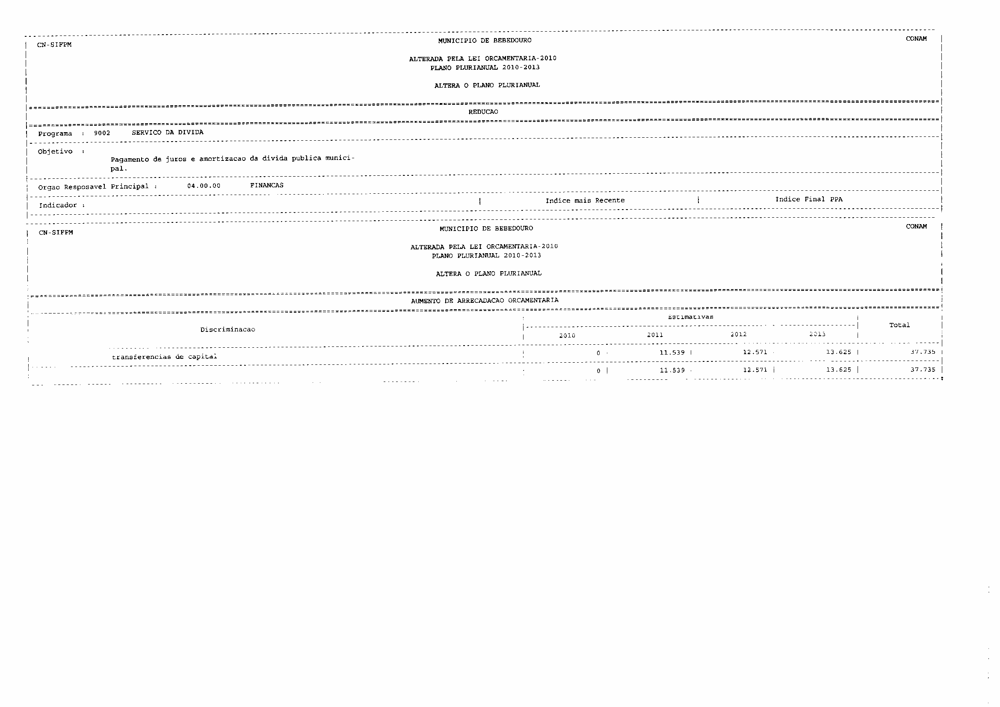 CN-SIFPM MUNICIPIO DE BEBEDOURO CONAM
ALTERADA PELA LEI ORCAMENTARIA-2010
PLANO PLURIANUAL 2010-2013
ALTERA O PLANO PLURIANUAL
REDUCAO
Programa : 9002 SERVICO DA DIVIDA
Objetivo :
Pagamento de juros e amortizacao da divida publica munici-
pal.
Orgao Resposavel Principal : 04.00.00 FINANCAS
Indicador : | Indice mais Recente | Indice Final PPA
CN-SIFPM MUNICIPIO DE BEBEDOURO CONAM
ALTERADA PELA LEI ORCAMENTARIA-2010
PLANO PLURIANUAL 2010-2013
ALTERA O PLANO PLURIANUAL
AUMENTO DE ARRECADACAO ORCAMENTARIA
Estimativas
Discriminacao Total
2010 2011 2012 2013
transferencias de capital 0 11.539 | 12.571 13.625 | 37.735
0 | 11.539 12.571 | 13.625 | 37.735